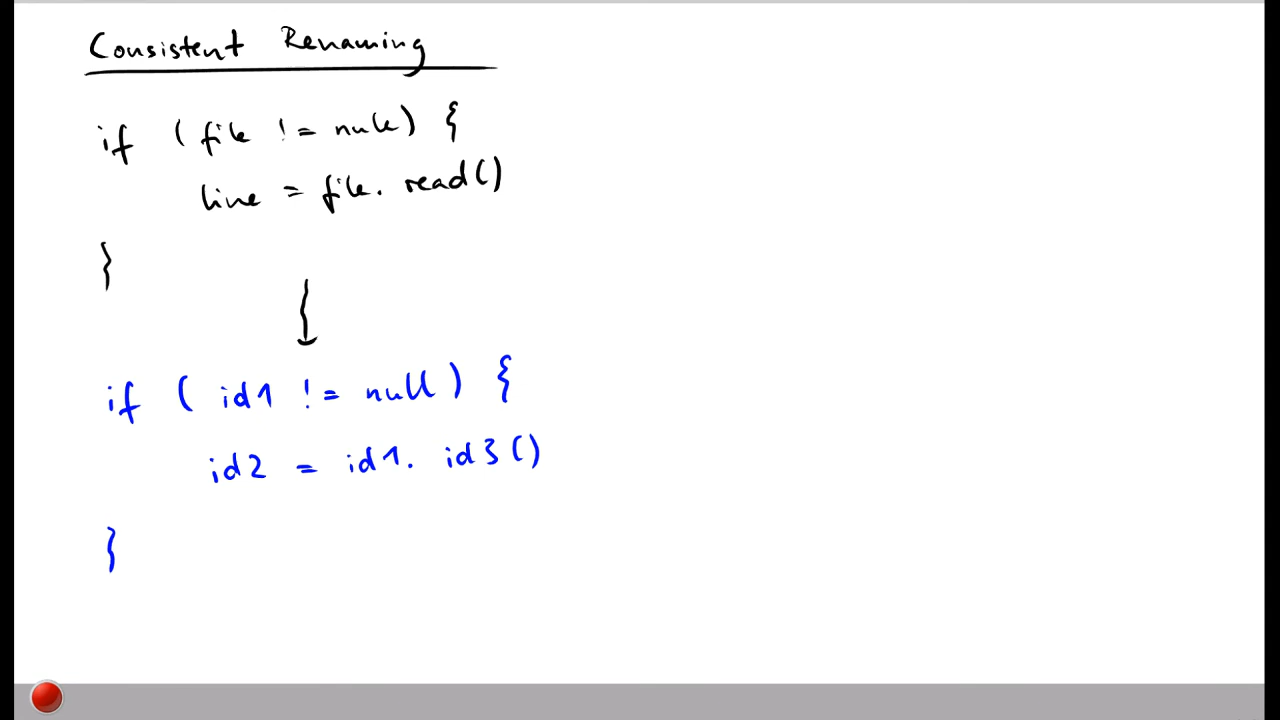 Consistent Renaming
if (file != null) {
line = file.read()
}
if (id1 != null) {
id2 = id1.id3()
}